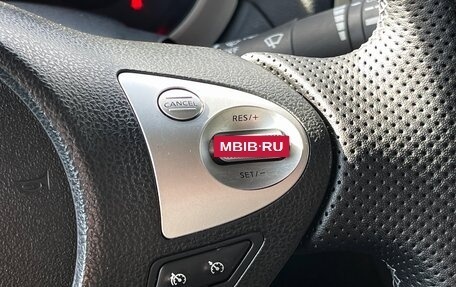 CANCEL
RES/+
MBIB.RU
SET/-